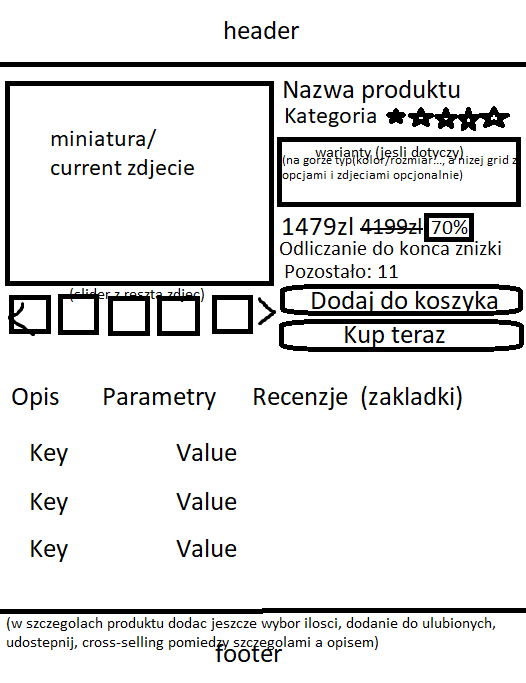 header
Nazwa produktu
Kategoria
miniatura/
current zdjecie
warianty (jesli dotyczy)
(na gorze typ(kolor/rozmiar..., a nizej grid z
opcjami i zdjeciami opcjonalnie)
1479zl 4199zl 70%
Odliczanie do konca znizki
Pozostało: 11
(slider z reszta zdjec)
Dodaj do koszyka
Kup teraz
Opis Parametry Recenzje (zakladki)
Key Value
Key Value
Key Value
(w szczegolach produktu dodac jeszcze wybor ilosci, dodanie do ulubionych,
udostepnij, cross-selling pomiedzy szczegolami a opisem)
footer